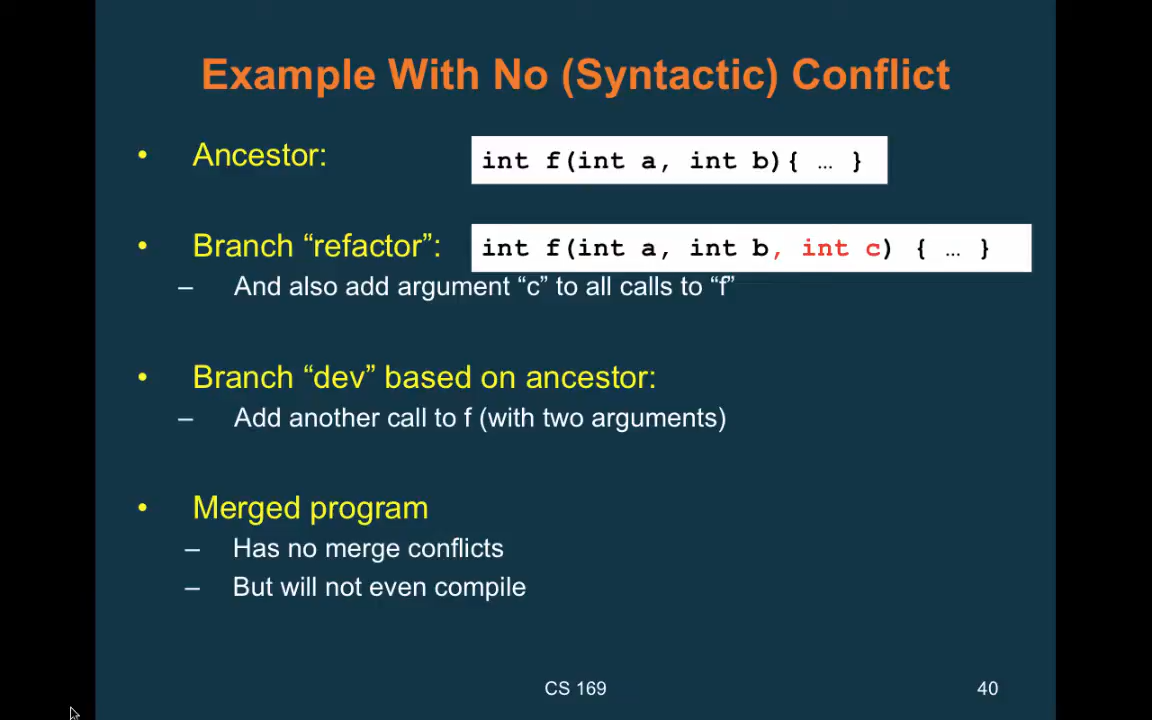 Example With No (Syntactic) Conflict
• Ancestor:
int f(int a, int b){ … }
• Branch “refactor”:
int f(int a, int b, int c) { … }
– And also add argument “c” to all calls to “f”
• Branch “dev” based on ancestor:
– Add another call to f (with two arguments)
• Merged program
– Has no merge conflicts
– But will not even compile
CS 169
40